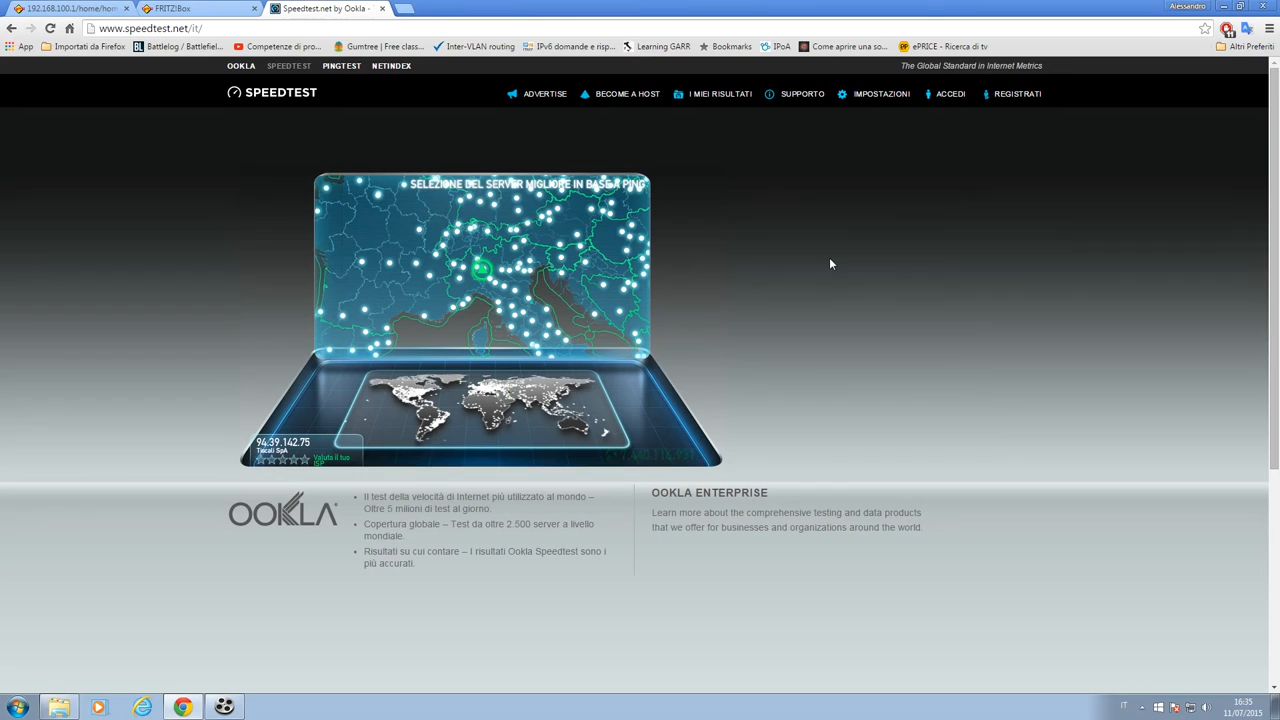 192.168.100.1/home/hom
FRITZ!Box
Speedtest.net by Ookla -
Alessandro
www.speedtest.net/it/
App
Importati da Firefox
Battlelog | Battlefiel...
Competenze di pro...
Gumtree | Free class...
Inter-VLAN routing
IPv6 domande e risp...
Learning GARR
Bookmarks
IPoA
Come aprire una so...
ePRICE - Ricerca di tv
Altri Preferiti
OOKLA SPEEDTEST PINGTEST NETINDEX
The Global Standard in Internet Metrics
SPEEDTEST
ADVERTISE BECOME A HOST I MIEI RISULTATI SUPPORTO IMPOSTAZIONI ACCEDI REGISTRATI
SELEZIONE DEL SERVER MIGLIORE IN BASE A PING
94.39.142.75
Tiscali SpA
Valuta il tuo
ISP
OOKLA
Il test della velocità di Internet più utilizzato al mondo –
Oltre 5 milioni di test al giorno.
Copertura globale – Test da oltre 2.500 server a livello
mondiale.
Risultati su cui contare – I risultati Ookla Speedtest sono i
più accurati.
OOKLA ENTERPRISE
Learn more about the comprehensive testing and data products
that we offer for businesses and organizations around the world.
IT
16:35
11/07/2015